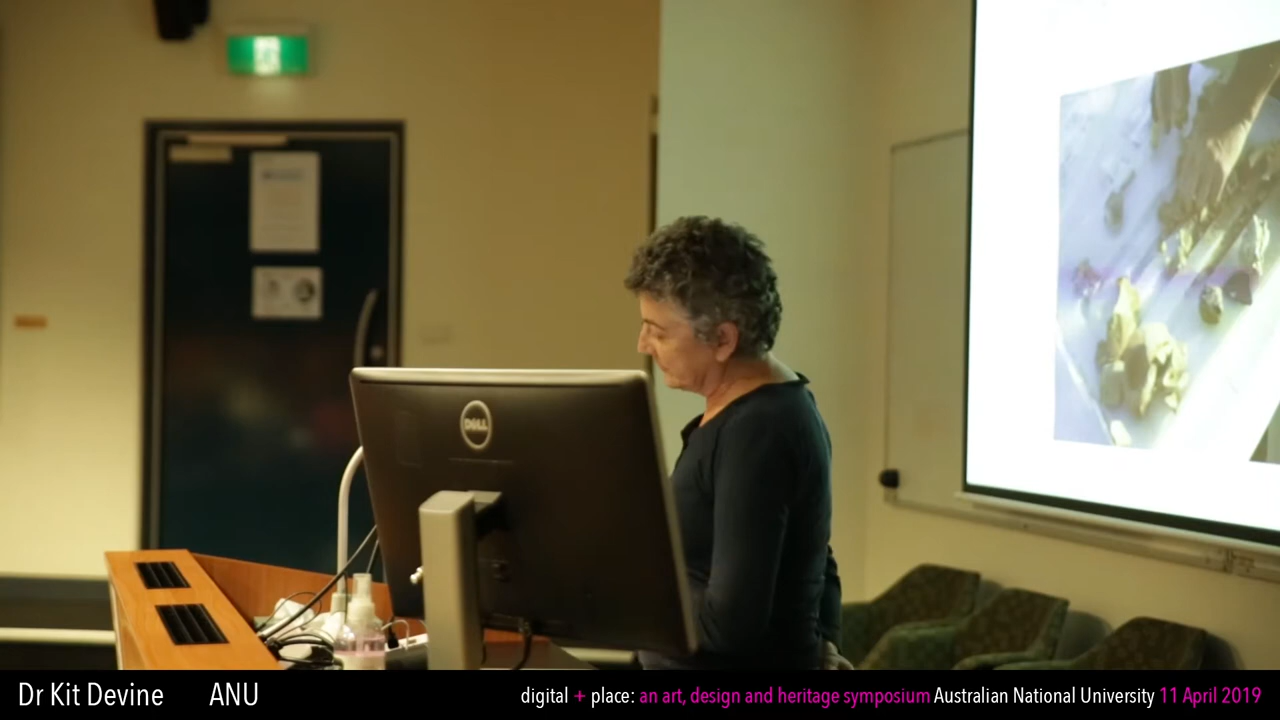 DELL
Dr Kit Devine ANU
digital + place: an art, design and heritage symposium Australian National University 11 April 2019